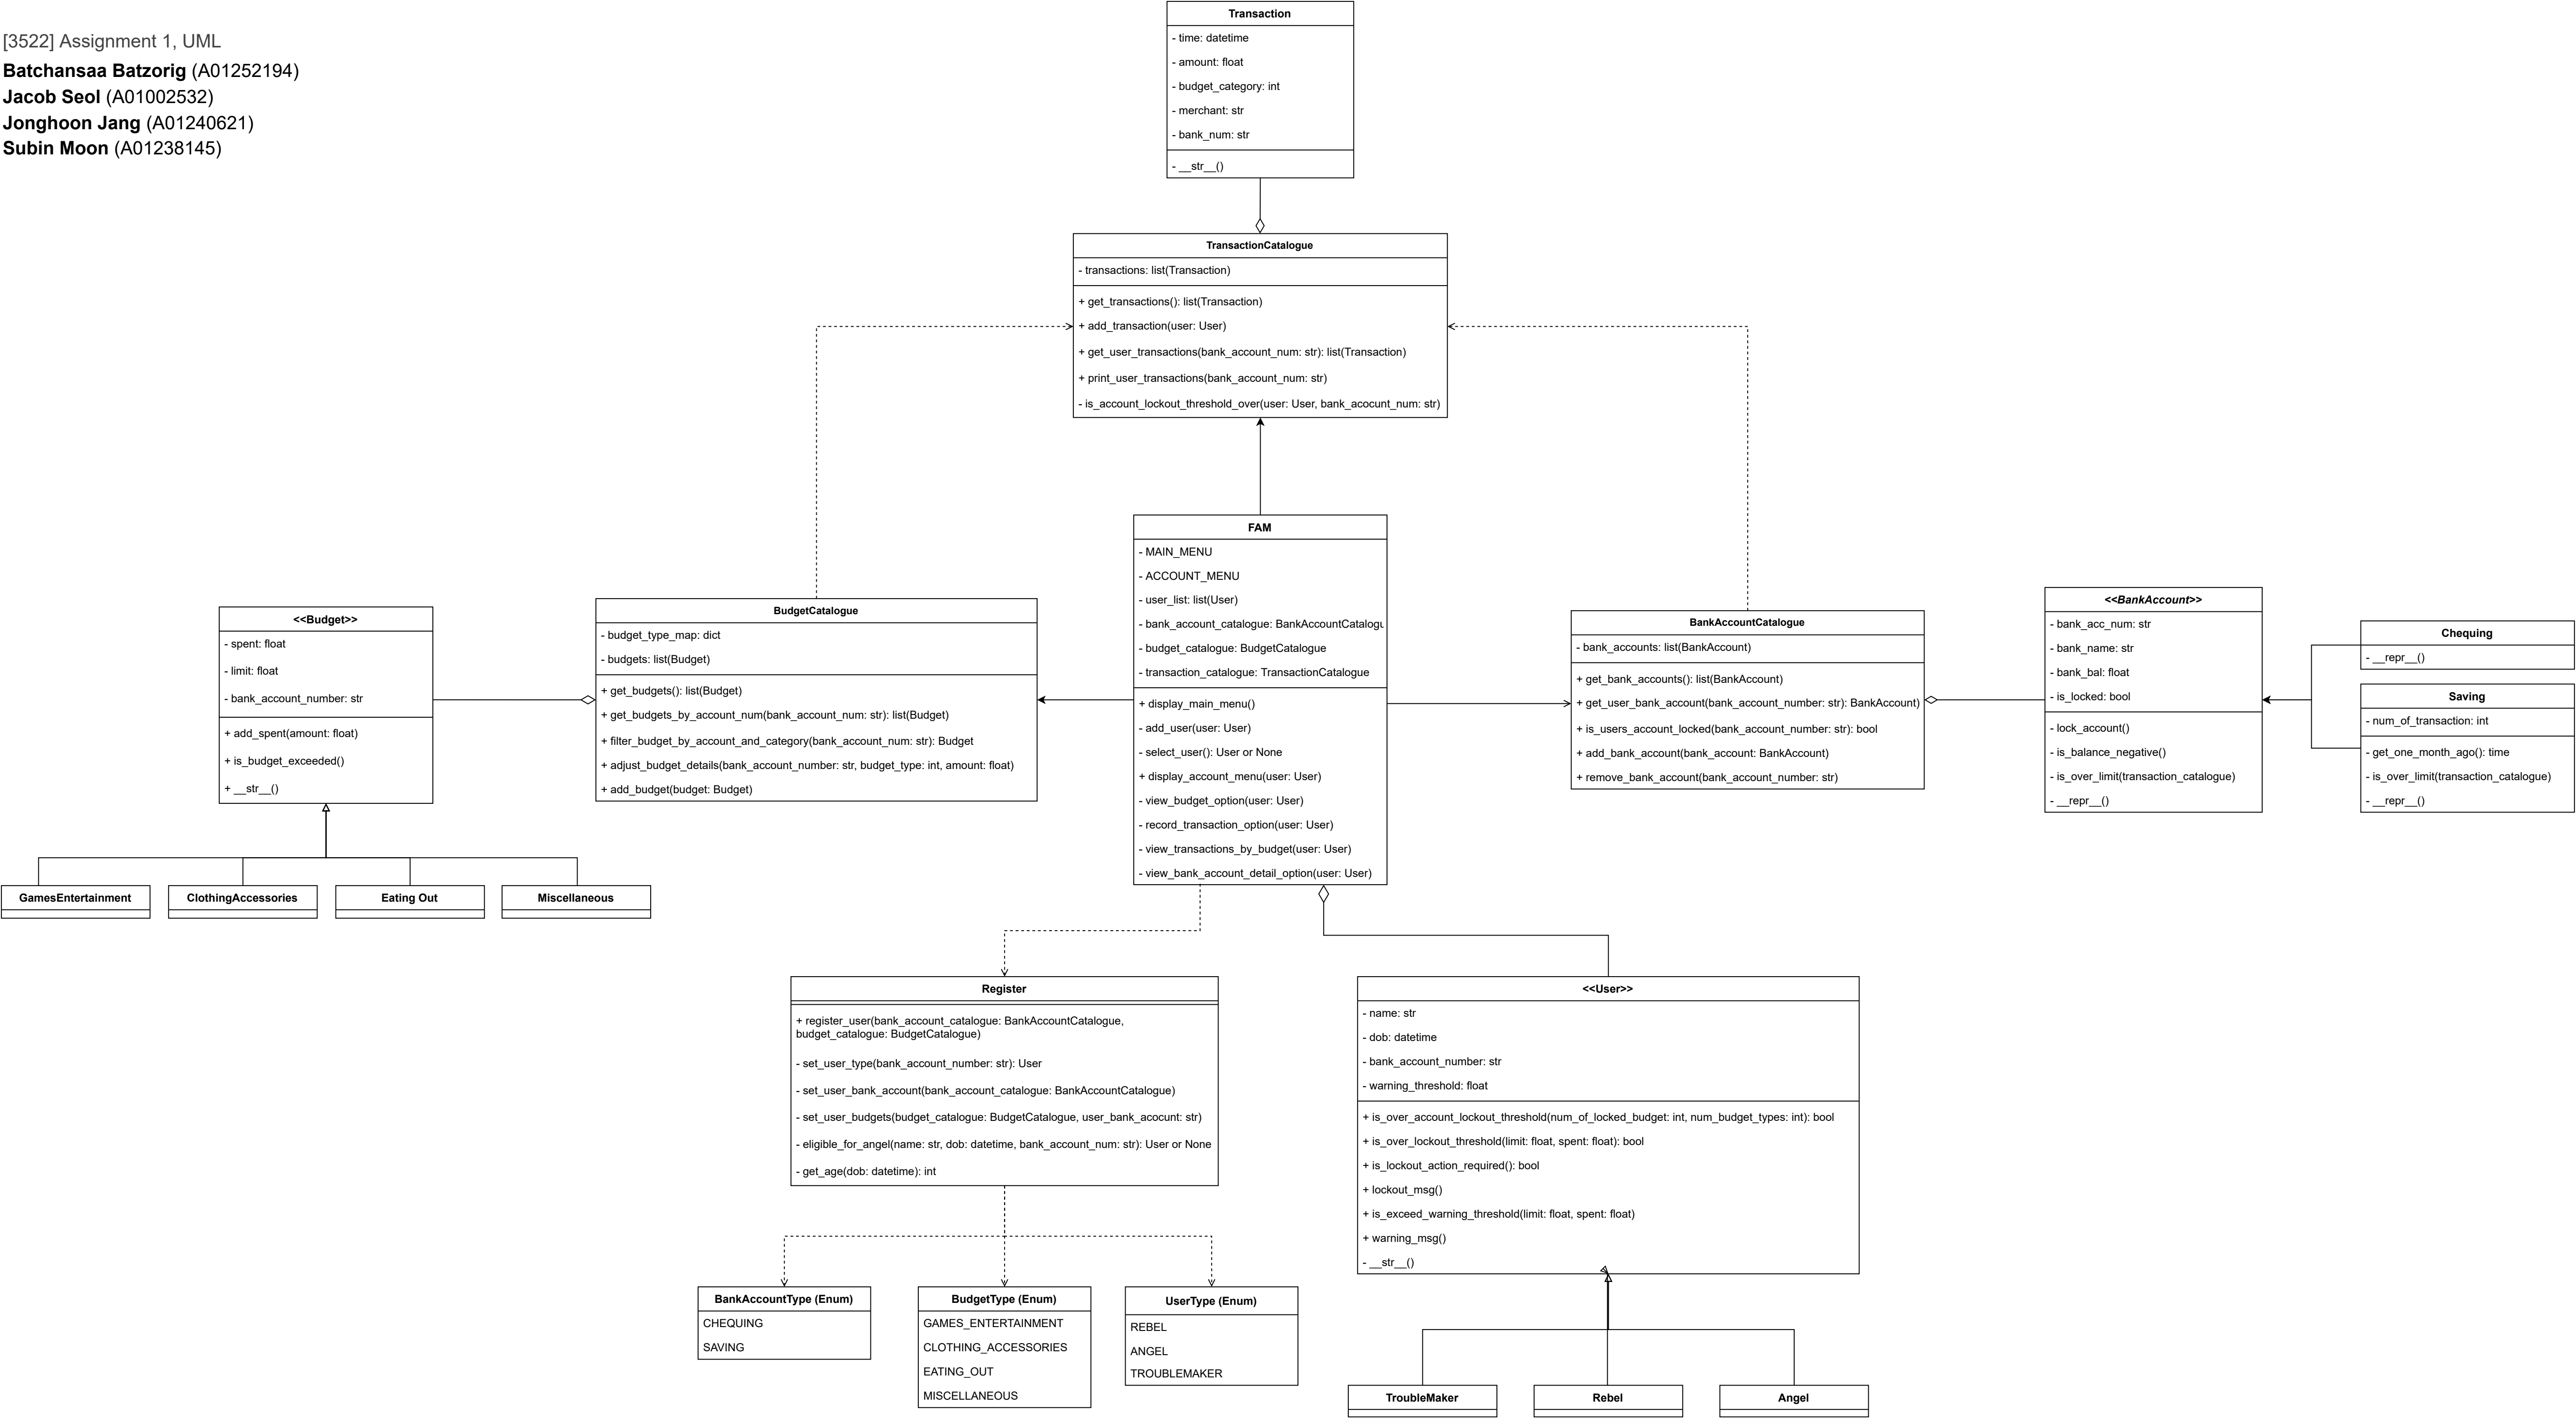 [3522] Assignment 1, UML
Batchansaa Batzorig (A01252194)
Jacob Seol (A01002532)
Jonghoon Jang (A01240621)
Subin Moon (A01238145)
Transaction
- time: datetime
- amount: float
- budget_category: int
- merchant: str
- bank_num: str
- __str__()
TransactionCatalogue
- transactions: list(Transaction)
+ get_transactions(): list(Transaction)
+ add_transaction(user: User)
+ get_user_transactions(bank_account_num: str): list(Transaction)
+ print_user_transactions(bank_account_num: str)
- is_account_lockout_threshold_over(user: User, bank_acocunt_num: str)
<<Budget>>
- spent: float
- limit: float
- bank_account_number: str
+ add_spent(amount: float)
+ is_budget_exceeded()
+ __str__()
GamesEntertainment
ClothingAccessories
Eating Out
Miscellaneous
BudgetCatalogue
- budget_type_map: dict
- budgets: list(Budget)
+ get_budgets(): list(Budget)
+ get_budgets_by_account_num(bank_account_num: str): list(Budget)
+ filter_budget_by_account_and_category(bank_account_num: str): Budget
+ adjust_budget_details(bank_account_number: str, budget_type: int, amount: float)
+ add_budget(budget: Budget)
FAM
- MAIN_MENU
- ACCOUNT_MENU
- user_list: list(User)
- bank_account_catalogue: BankAccountCatalogu
- budget_catalogue: BudgetCatalogue
- transaction_catalogue: TransactionCatalogue
+ display_main_menu()
- add_user(user: User)
- select_user(): User or None
+ display_account_menu(user: User)
- view_budget_option(user: User)
- record_transaction_option(user: User)
- view_transactions_by_budget(user: User)
- view_bank_account_detail_option(user: User)
BankAccountCatalogue
- bank_accounts: list(BankAccount)
+ get_bank_accounts(): list(BankAccount)
+ get_user_bank_account(bank_account_number: str): BankAccount)
+ is_users_account_locked(bank_account_number: str): bool
+ add_bank_account(bank_account: BankAccount)
+ remove_bank_account(bank_account_number: str)
<<BankAccount>>
- bank_acc_num: str
- bank_name: str
- bank_bal: float
- is_locked: bool
- lock_account()
- is_balance_negative()
- is_over_limit(transaction_catalogue)
- __repr__()
Chequing
- __repr__()
Saving
- num_of_transaction: int
- get_one_month_ago(): time
- is_over_limit(transaction_catalogue)
- __repr__()
Register
+ register_user(bank_account_catalogue: BankAccountCatalogue,
budget_catalogue: BudgetCatalogue)
- set_user_type(bank_account_number: str): User
- set_user_bank_account(bank_account_catalogue: BankAccountCatalogue)
- set_user_budgets(budget_catalogue: BudgetCatalogue, user_bank_acocunt: str)
- eligible_for_angel(name: str, dob: datetime, bank_account_num: str): User or None
- get_age(dob: datetime): int
<<User>>
- name: str
- dob: datetime
- bank_account_number: str
- warning_threshold: float
+ is_over_account_lockout_threshold(num_of_locked_budget: int, num_budget_types: int): bool
+ is_over_lockout_threshold(limit: float, spent: float): bool
+ is_lockout_action_required(): bool
+ lockout_msg()
+ is_exceed_warning_threshold(limit: float, spent: float)
+ warning_msg()
- __str__()
BankAccountType (Enum)
CHEQUING
SAVING
BudgetType (Enum)
GAMES_ENTERTAINMENT
CLOTHING_ACCESSORIES
EATING_OUT
MISCELLANEOUS
UserType (Enum)
REBEL
ANGEL
TROUBLEMAKER
TroubleMaker
Rebel
Angel